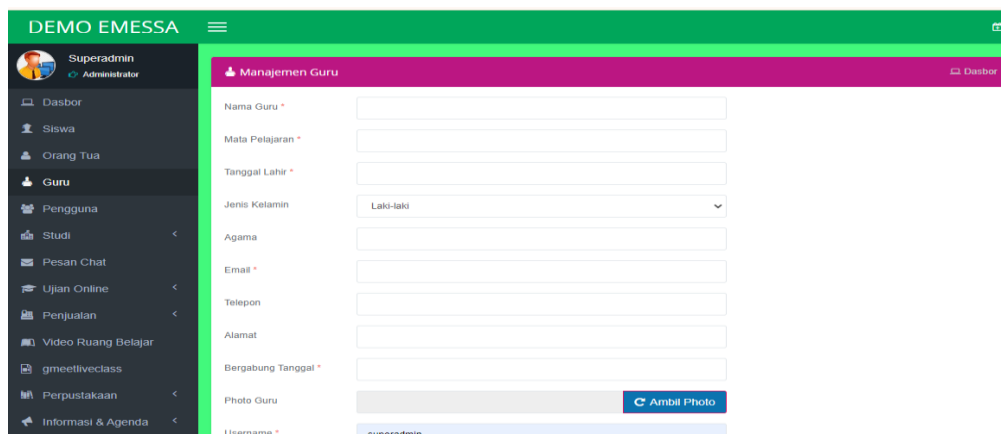 DEMO EMESSA
Superadmin
Administrator
Dasbor
Siswa
Orang Tua
Guru
Pengguna
Studi
Pesan Chat
Ujian Online
Penjualan
Video Ruang Belajar
gmeetliveclass
Perpustakaan
Informasi & Agenda
Manajemen Guru
Dasbor
Nama Guru *
Mata Pelajaran *
Tanggal Lahir *
Jenis Kelamin
Laki-laki
Agama
Email *
Telepon
Alamat
Bergabung Tanggal *
Photo Guru
Ambil Photo
Username *
superadmin